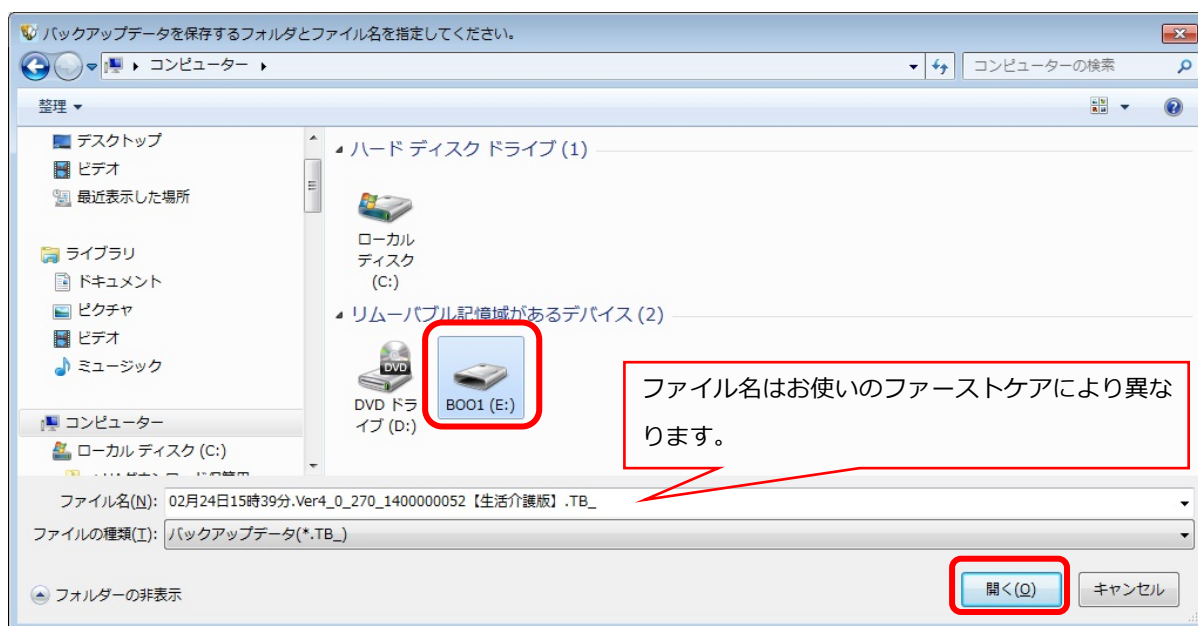 バックアップデータを保存するフォルダとファイル名を指定してください。
コンピューター
コンピューターの検索
整理
デスクトップ
ビデオ
最近表示した場所
ライブラリ
ドキュメント
ピクチャ
ビデオ
ミュージック
コンピューター
ローカル ディスク (C:)
ハード ディスク ドライブ (1)
ローカル
ディスク
(C:)
リムーバブル記憶域があるデバイス (2)
DVD
DVD ドラ
イブ (D:)
BOO1 (E:)
ファイル名はお使いのファーストケアにより異な
ります。
ファイル名(N): 02月24日15時39分.Ver4_0_270_1400000052【生活介護版】.TB_
ファイルの種類(T): バックアップデータ(*.TB_)
フォルダーの非表示
開く(O)
キャンセル